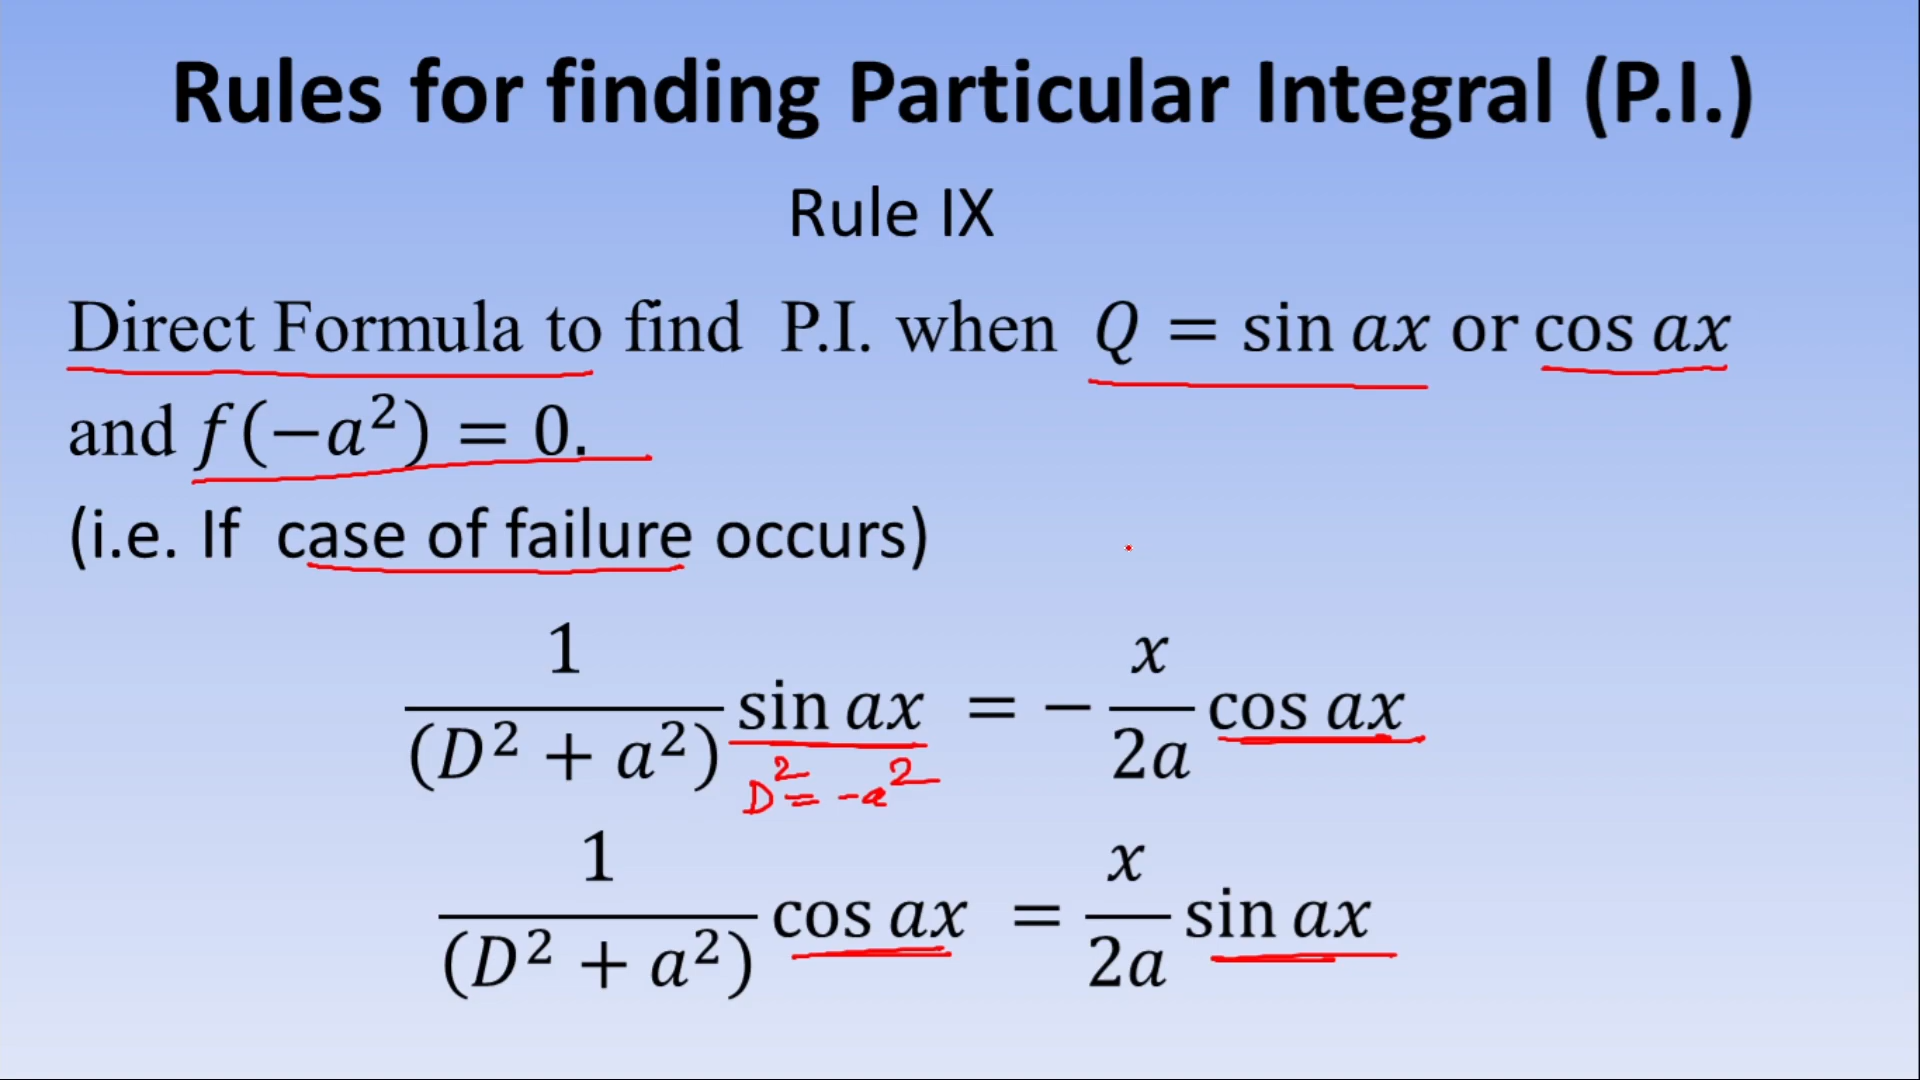 Rules for finding Particular Integral (P.I.)
Rule IX
Direct Formula to find P.I. when Q = sin ax or cos ax
and f(−a²) = 0.
(i.e. If case of failure occurs)
1/(D² + a²) sin ax = − x/2a cos ax
D² = -a²
1/(D² + a²) cos ax = x/2a sin ax